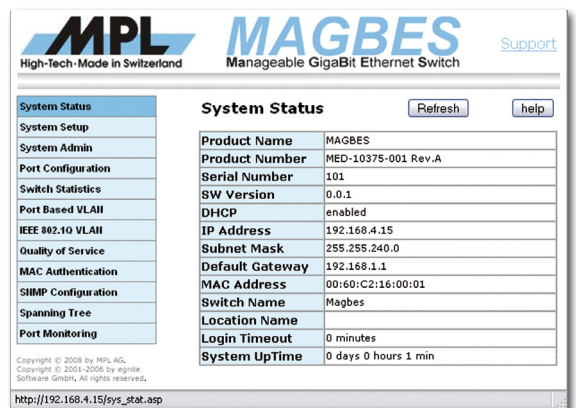 MPL
High-Tech · Made in Switzerland
MAGBES
Manageable GigaBit Ethernet Switch
Support
System Status
System Setup
System Admin
Port Configuration
Switch Statistics
Port Based VLAN
IEEE 802.1Q VLAN
Quality of Service
MAC Authentication
SNMP Configuration
Spanning Tree
Port Monitoring
Copyright © 2008 by MPL AG.
Copyright © 2001-2006 by egnite
Software GmbH. All rights reserved.
System Status
Refresh
help
Product Name MAGBES
Product Number MED-10375-001 Rev.A
Serial Number 101
SW Version 0.0.1
DHCP enabled
IP Address 192.168.4.15
Subnet Mask 255.255.240.0
Default Gateway 192.168.1.1
MAC Address 00:60:C2:16:00:01
Switch Name Magbes
Location Name
Login Timeout 0 minutes
System UpTime 0 days 0 hours 1 min
http://192.168.4.15/sys_stat.asp